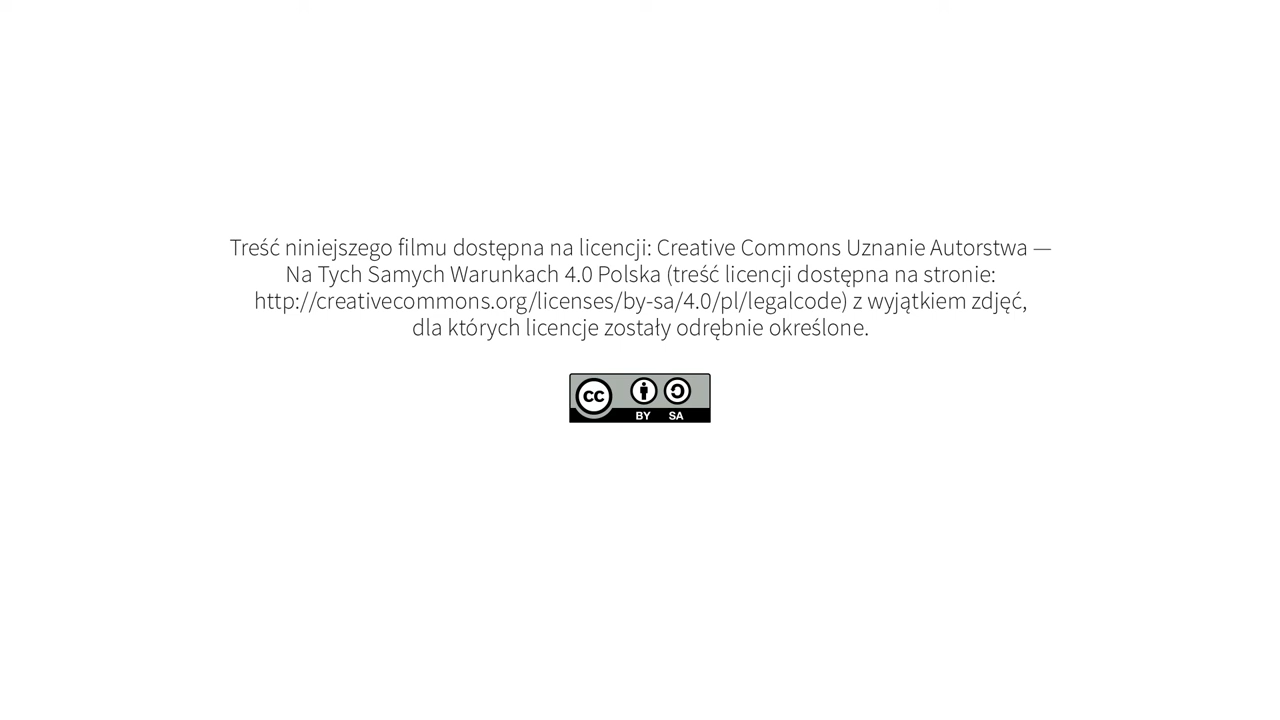 Treść niniejszego filmu dostępna na licencji: Creative Commons Uznanie Autorstwa —
Na Tych Samych Warunkach 4.0 Polska (treść licencji dostępna na stronie:
http://creativecommons.org/licenses/by-sa/4.0/pl/legalcode) z wyjątkiem zdjęć,
dla których licencje zostały odrębnie określone.
cc
BY SA